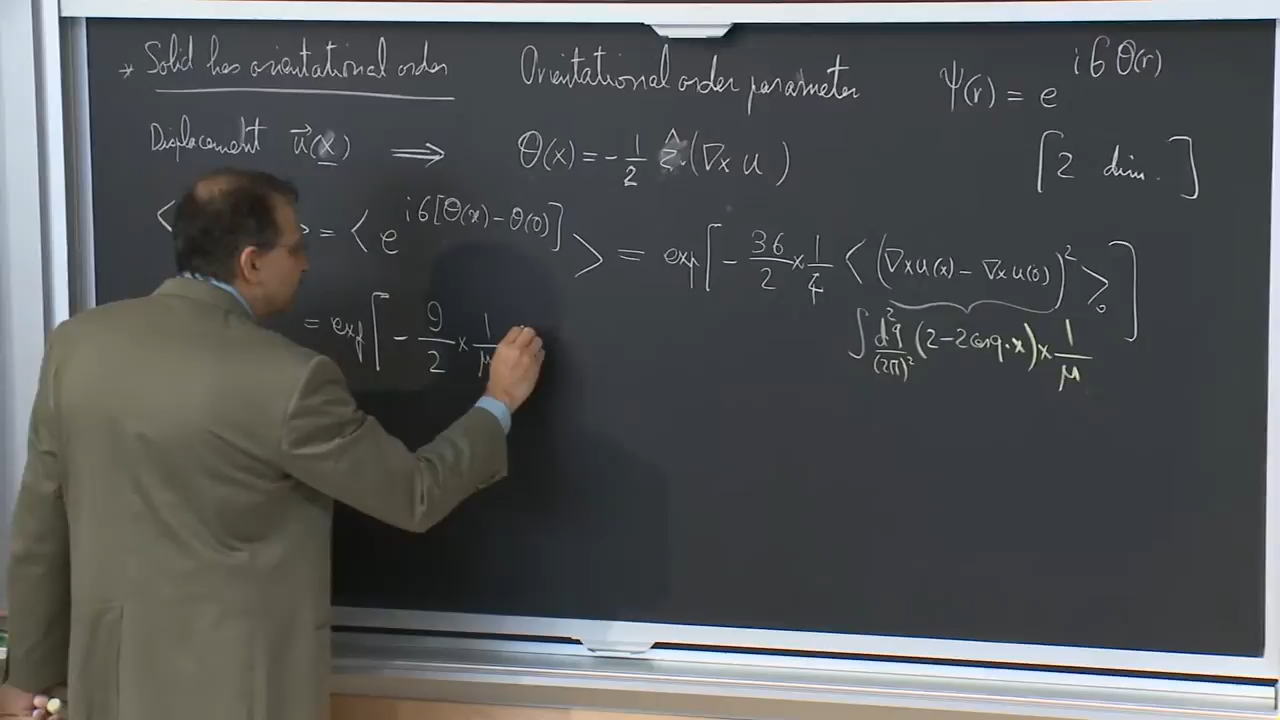 * Solid has orientational order
Orientational order parameter
Ψ(r) = e^{i6θ(r)}
Displacement u⃗(x) ⟹ θ(x) = -1/2 ẑ·(∇×u)
[2 dim.]
⟨ ⟩ = ⟨e^{i6[θ(x)-θ(0)]}⟩ = exp[-36/2 × 1/4 ⟨(∇×u(x) - ∇×u(0))²⟩₀]
∫ d²q/(2π)² (2-2cos q·x) × 1/μ
= exp[-9/2 × 1/μ